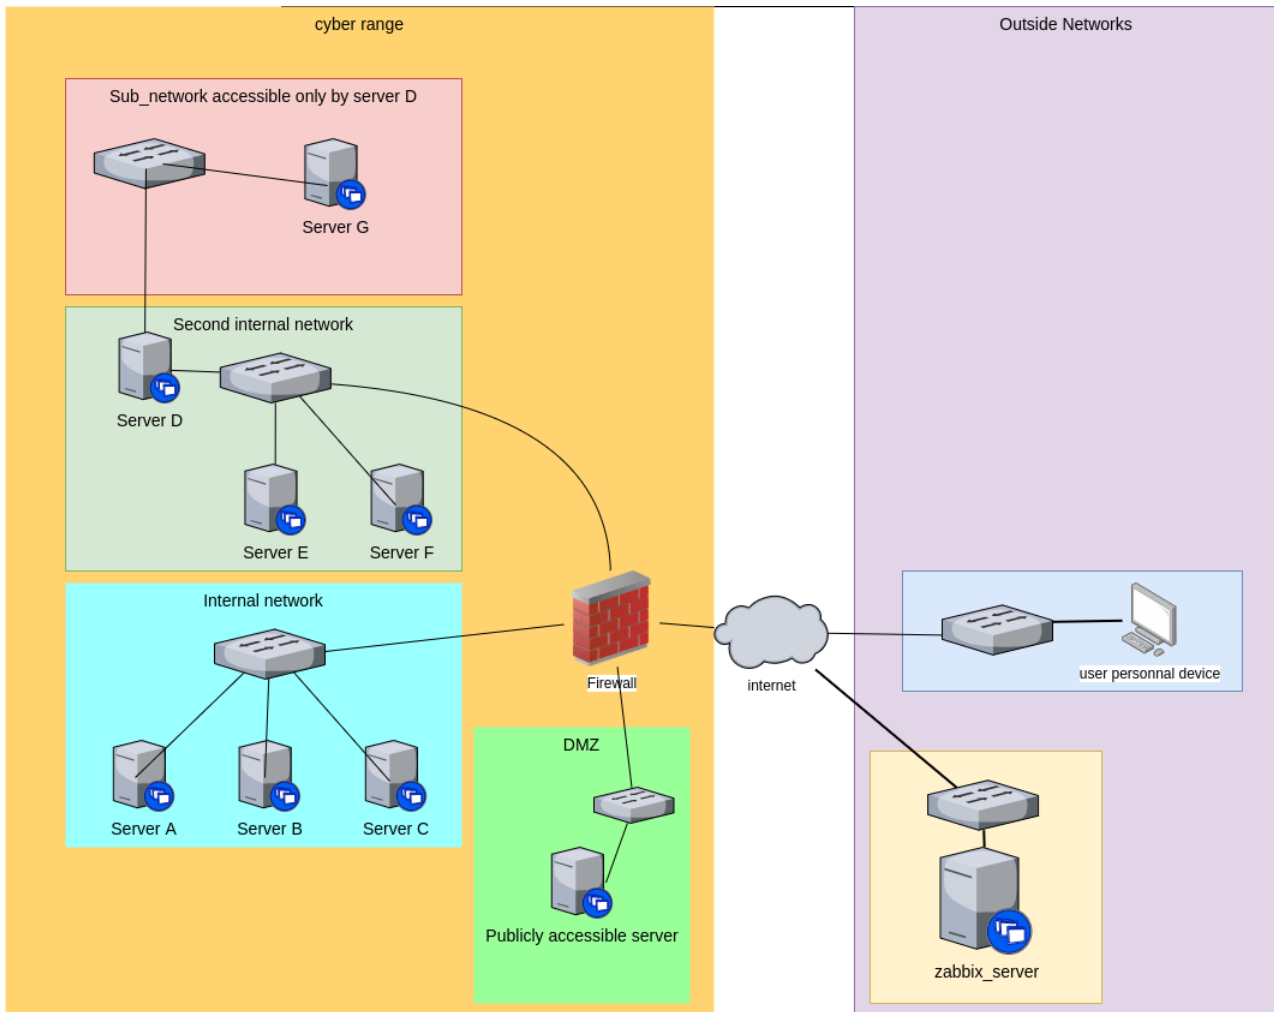 cyber range
Outside Networks
Sub_network accessible only by server D
Server G
Second internal network
Server D
Server E
Server F
Internal network
Server A
Server B
Server C
Firewall
internet
user personnal device
DMZ
Publicly accessible server
zabbix_server